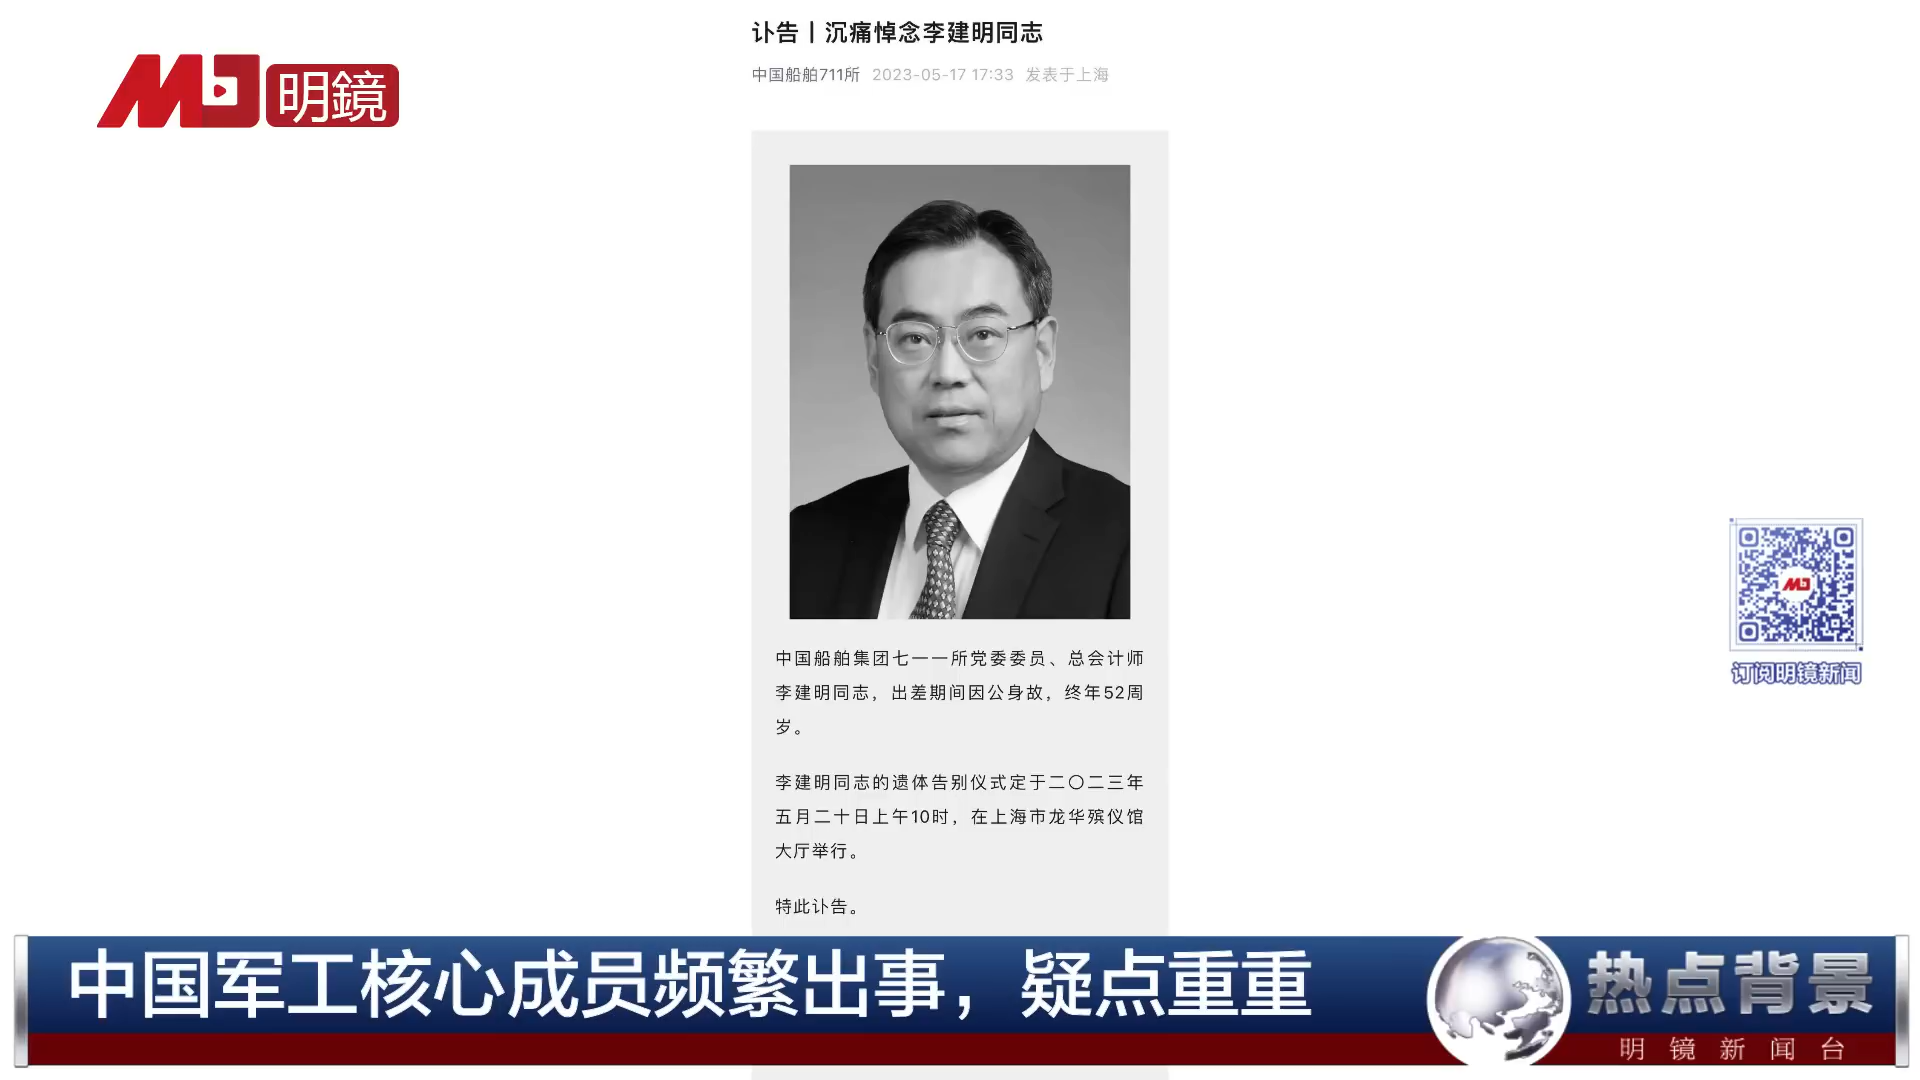 讣告丨沉痛悼念李建明同志
中国船舶711所 2023-05-17 17:33 发表于上海
明鏡
中国船舶集团七一一所党委委员、总会计师
李建明同志，出差期间因公身故，终年52周
岁。
李建明同志的遗体告别仪式定于二〇二三年
五月二十日上午10时，在上海市龙华殡仪馆
大厅举行。
特此讣告。
订阅明镜新闻
中国军工核心成员频繁出事，疑点重重
热点背景
明镜新闻台